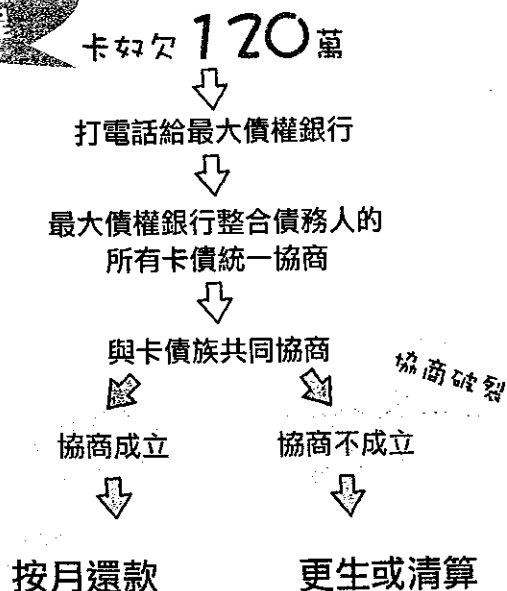 卡好欠120萬
打電話給最大債權銀行
最大債權銀行整合債務人的
所有卡債統一協商
與卡債族共同協商
協商破裂
協商成立
協商不成立
按月還款
更生或清算